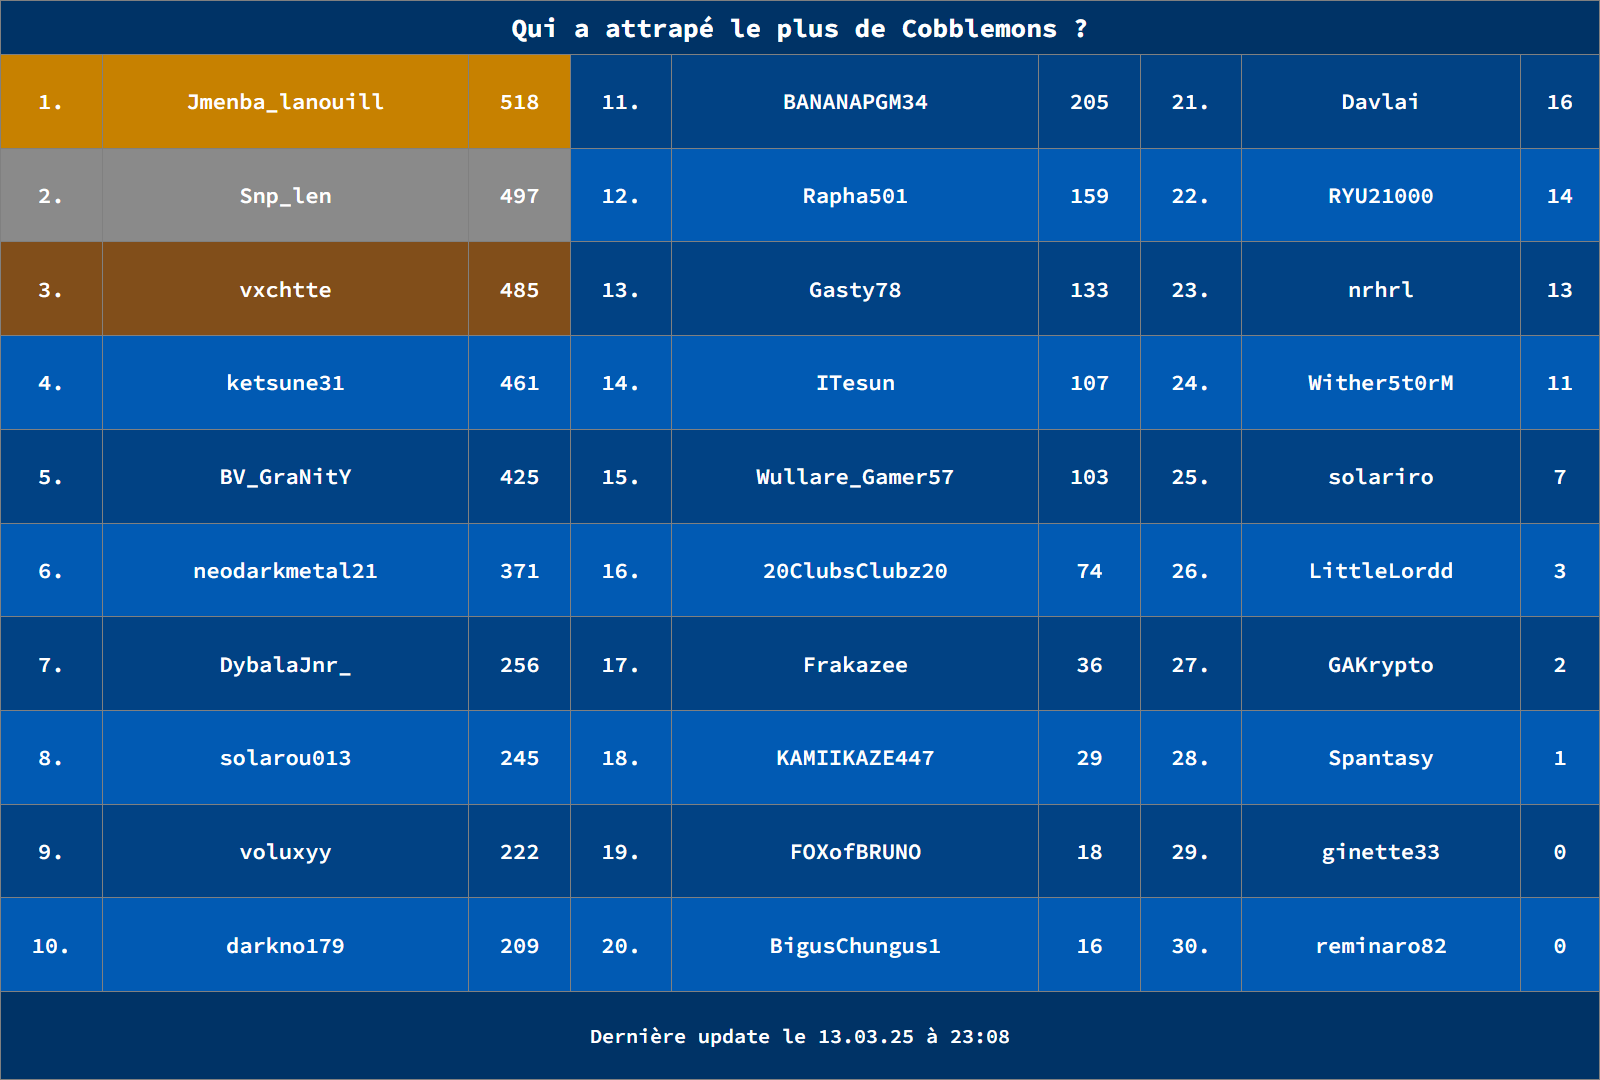 Qui a attrapé le plus de Cobblemons ?
1. Jmenba_lanouill 518 11. BANANAPGM34 205 21. Davlai 16
2. Snp_len 497 12. Rapha501 159 22. RYU21000 14
3. vxchtte 485 13. Gasty78 133 23. nrhrl 13
4. ketsune31 461 14. ITesun 107 24. Wither5t0rM 11
5. BV_GraNitY 425 15. Wullare_Gamer57 103 25. solariro 7
6. neodarkmetal21 371 16. 20ClubsClubz20 74 26. LittleLordd 3
7. DybalaJnr_ 256 17. Frakazee 36 27. GAKrypto 2
8. solarou013 245 18. KAMIIKAZE447 29 28. Spantasy 1
9. voluxyy 222 19. FOXofBRUNO 18 29. ginette33 0
10. darkno179 209 20. BigusChungus1 16 30. reminaro82 0
Dernière update le 13.03.25 à 23:08